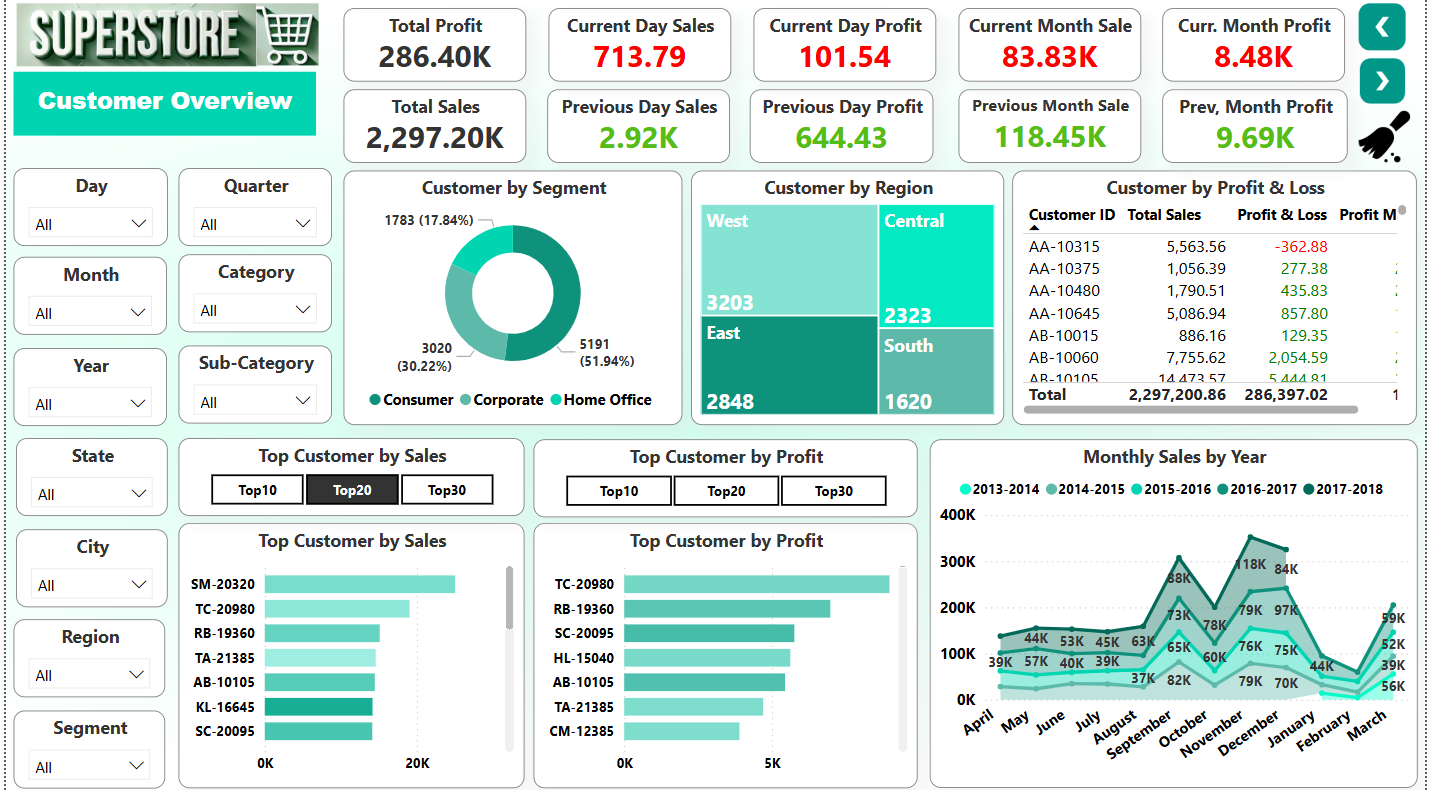 SUPERSTORE
Customer Overview
Total Profit
286.40K
Current Day Sales
713.79
Current Day Profit
101.54
Current Month Sale
83.83K
Curr. Month Profit
8.48K
Total Sales
2,297.20K
Previous Day Sales
2.92K
Previous Day Profit
644.43
Previous Month Sale
118.45K
Prev, Month Profit
9.69K
Day
All
Quarter
All
Month
All
Category
All
Year
All
Sub-Category
All
State
All
City
All
Region
All
Segment
All
Customer by Segment
1783 (17.84%)
3020
(30.22%)
5191
(51.94%)
Consumer Corporate Home Office
Customer by Region
West
3203
Central
2323
East
2848
South
1620
Customer by Profit & Loss
Customer ID Total Sales Profit & Loss Profit M
AA-10315 5,563.56 -362.88
AA-10375 1,056.39 277.38
AA-10480 1,790.51 435.83
AA-10645 5,086.94 857.80
AB-10015 886.16 129.35
AB-10060 7,755.62 2,054.59
AB-10105 14,473.57 5,444.81
Total 2,297,200.86 286,397.02 1
Top Customer by Sales
Top10 Top20 Top30
Top Customer by Profit
Top10 Top20 Top30
Top Customer by Sales
SM-20320
TC-20980
RB-19360
TA-21385
AB-10105
KL-16645
SC-20095
0K 20K
Top Customer by Profit
TC-20980
RB-19360
SC-20095
HL-15040
AB-10105
TA-21385
CM-12385
0K 5K
Monthly Sales by Year
2013-2014 2014-2015 2015-2016 2016-2017 2017-2018
400K
300K
200K
100K
0K
44K 53K 45K 63K 88K 78K 118K 84K 59K
39K 57K 40K 39K 73K 60K 79K 97K 44K 52K
37K 65K 76K 75K 39K
82K 79K 70K 56K
April May June July August September October November December January February March